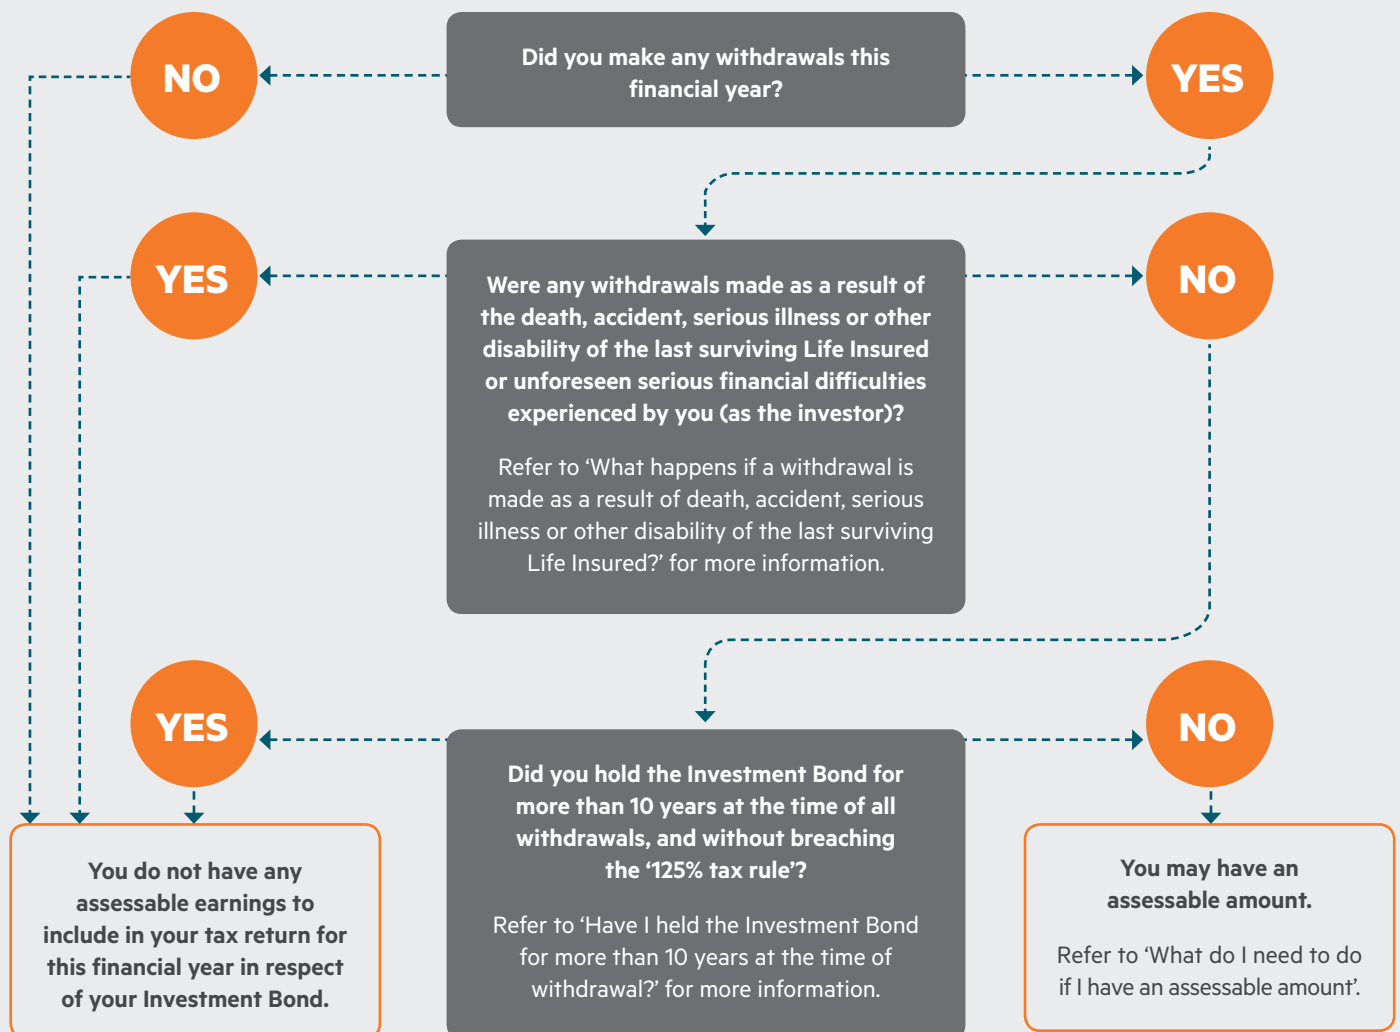 NO
Did you make any withdrawals this
financial year?
YES
YES
Were any withdrawals made as a result of
the death, accident, serious illness or other
disability of the last surviving Life Insured
or unforeseen serious financial difficulties
experienced by you (as the investor)?
Refer to ‘What happens if a withdrawal is
made as a result of death, accident, serious
illness or other disability of the last surviving
Life Insured?’ for more information.
NO
YES
Did you hold the Investment Bond for
more than 10 years at the time of all
withdrawals, and without breaching
the ‘125% tax rule’?
Refer to ‘Have I held the Investment Bond
for more than 10 years at the time of
withdrawal?’ for more information.
NO
You do not have any
assessable earnings to
include in your tax return for
this financial year in respect
of your Investment Bond.
You may have an
assessable amount.
Refer to ‘What do I need to do
if I have an assessable amount’.